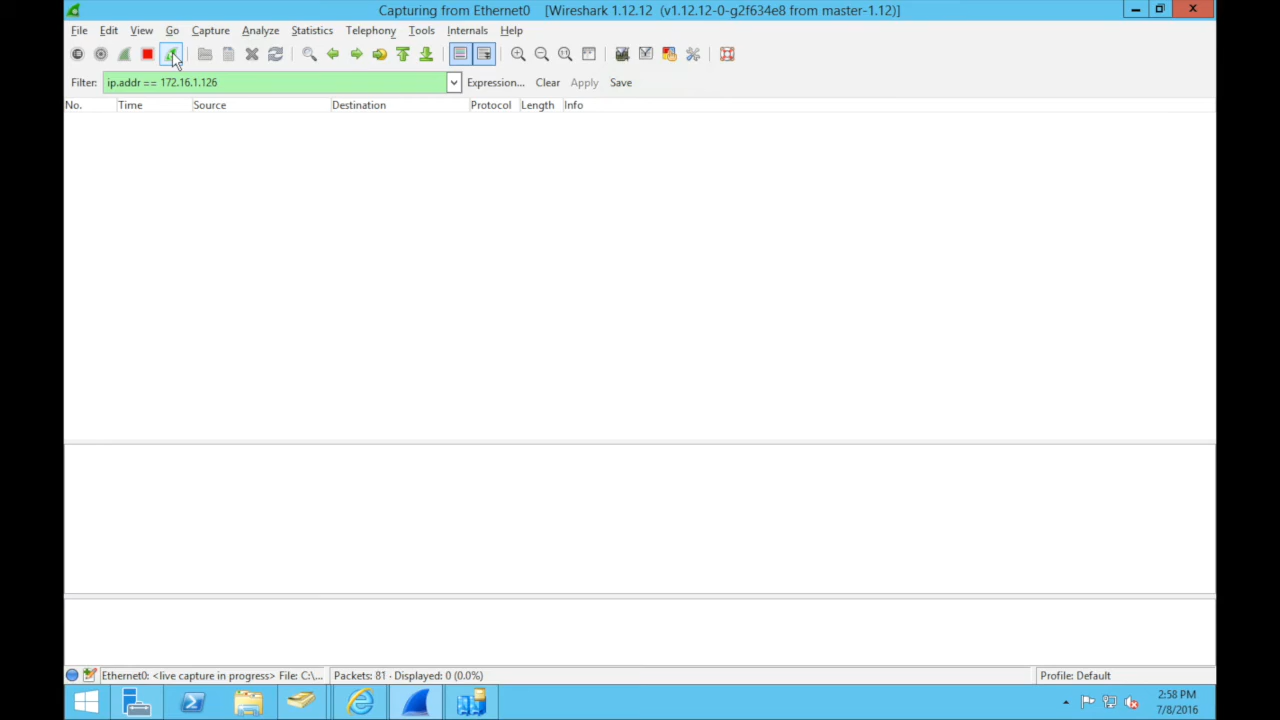 Capturing from Ethernet0 [Wireshark 1.12.12 (v1.12.12-0-g2f634e8 from master-1.12)]
File Edit View Go Capture Analyze Statistics Telephony Tools Internals Help
Filter: ip.addr == 172.16.1.126 Expression... Clear Apply Save
No. Time Source Destination Protocol Length Info
Ethernet0: <live capture in progress> File: C:\... Packets: 81 · Displayed: 0 (0.0%) Profile: Default
2:58 PM
7/8/2016